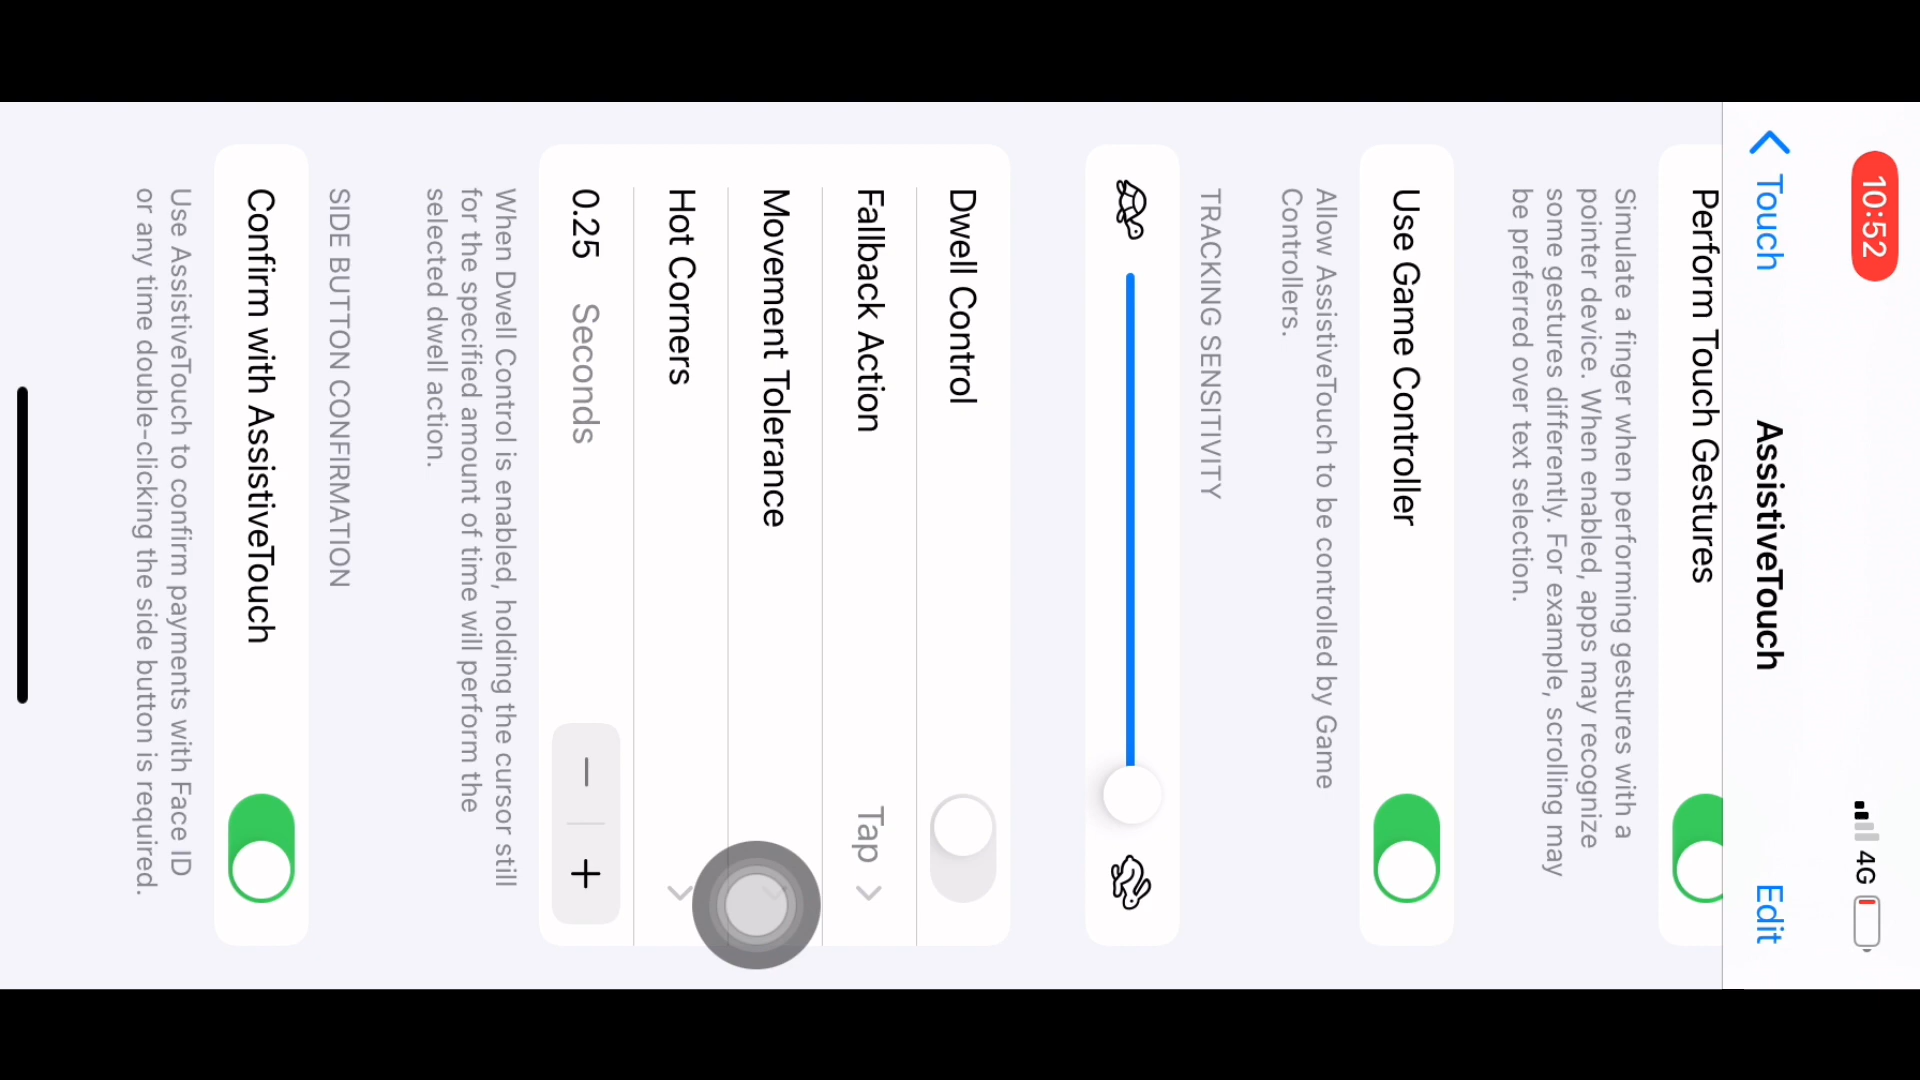 10:52
4G
Touch
AssistiveTouch
Edit
Perform Touch Gestures
Simulate a finger when performing gestures with a
pointer device. When enabled, apps may recognize
some gestures differently. For example, scrolling may
be preferred over text selection.
Use Game Controller
Allow AssistiveTouch to be controlled by Game
Controllers.
TRACKING SENSITIVITY
Dwell Control
Fallback Action
Tap
Movement Tolerance
Hot Corners
0.25 Seconds
− +
When Dwell Control is enabled, holding the cursor still
for the specified amount of time will perform the
selected dwell action.
SIDE BUTTON CONFIRMATION
Confirm with AssistiveTouch
Use AssistiveTouch to confirm payments with Face ID
or any time double-clicking the side button is required.